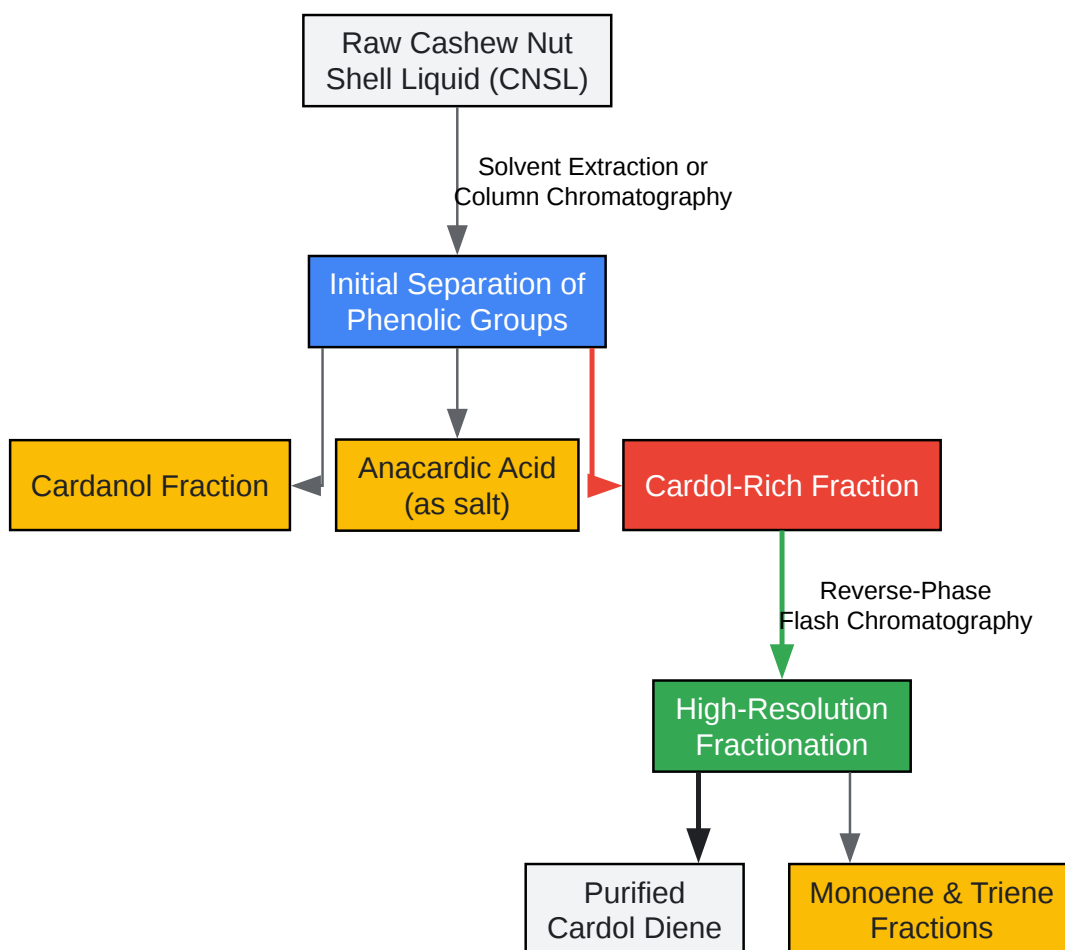 Raw Cashew Nut
Shell Liquid (CNSL)
Solvent Extraction or
Column Chromatography
Initial Separation of
Phenolic Groups
Cardanol Fraction
Anacardic Acid
(as salt)
Cardol-Rich Fraction
Reverse-Phase
Flash Chromatography
High-Resolution
Fractionation
Purified
Cardol Diene
Monoene & Triene
Fractions